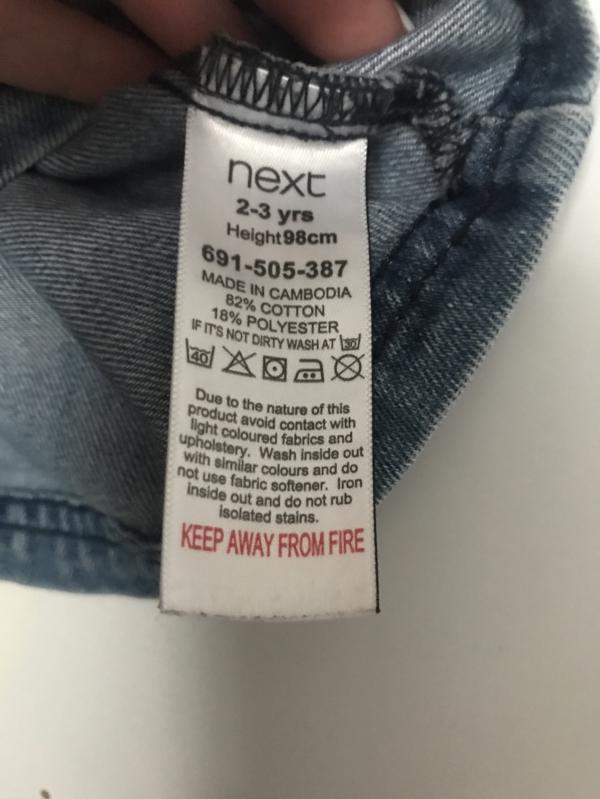 next
2-3 yrs
Height 98cm
691-505-387
MADE IN CAMBODIA
82% COTTON
18% POLYESTER
IF IT'S NOT DIRTY WASH AT 30
40
Due to the nature of this
product avoid contact with
light coloured fabrics and
upholstery. Wash inside out
with similar colours and do
not use fabric softener. Iron
inside out and do not rub
isolated stains.
KEEP AWAY FROM FIRE